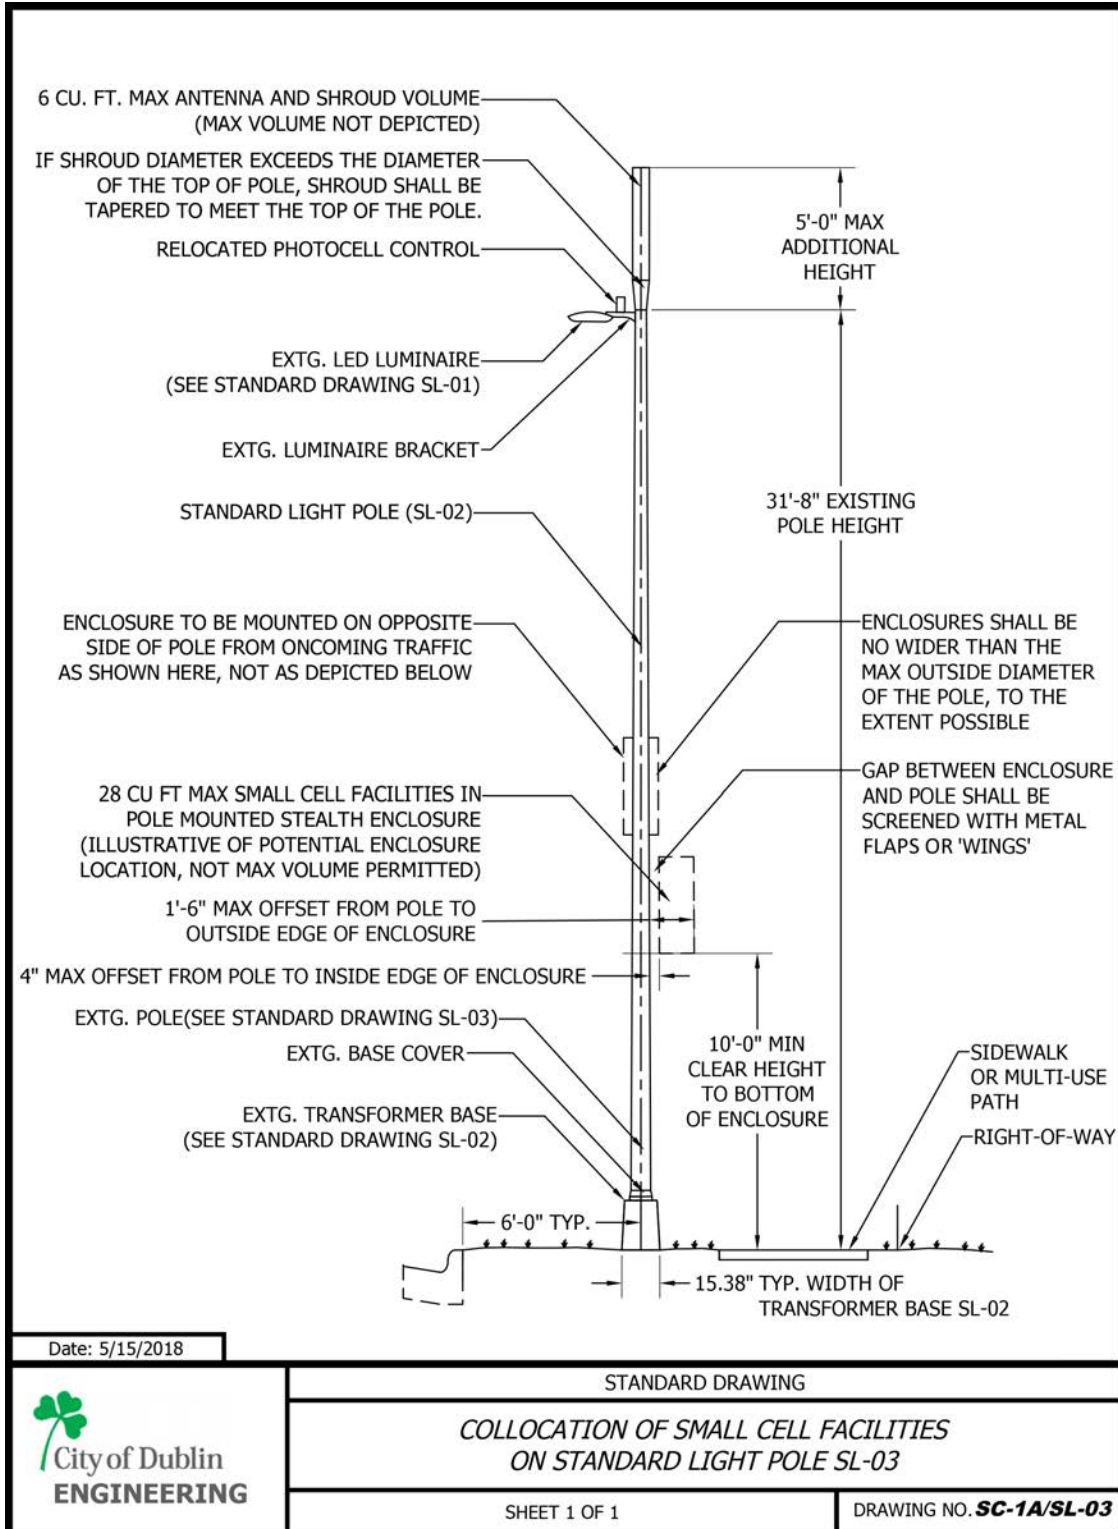 6 CU. FT. MAX ANTENNA AND SHROUD VOLUME
(MAX VOLUME NOT DEPICTED)
IF SHROUD DIAMETER EXCEEDS THE DIAMETER
OF THE TOP OF POLE, SHROUD SHALL BE
TAPERED TO MEET THE TOP OF THE POLE.
RELOCATED PHOTOCELL CONTROL
5'-0" MAX
ADDITIONAL
HEIGHT
EXTG. LED LUMINAIRE
(SEE STANDARD DRAWING SL-01)
EXTG. LUMINAIRE BRACKET
STANDARD LIGHT POLE (SL-02)
31'-8" EXISTING
POLE HEIGHT
ENCLOSURE TO BE MOUNTED ON OPPOSITE
SIDE OF POLE FROM ONCOMING TRAFFIC
AS SHOWN HERE, NOT AS DEPICTED BELOW
ENCLOSURES SHALL BE
NO WIDER THAN THE
MAX OUTSIDE DIAMETER
OF THE POLE, TO THE
EXTENT POSSIBLE
28 CU FT MAX SMALL CELL FACILITIES IN
POLE MOUNTED STEALTH ENCLOSURE
(ILLUSTRATIVE OF POTENTIAL ENCLOSURE
LOCATION, NOT MAX VOLUME PERMITTED)
GAP BETWEEN ENCLOSURE
AND POLE SHALL BE
SCREENED WITH METAL
FLAPS OR 'WINGS'
1'-6" MAX OFFSET FROM POLE TO
OUTSIDE EDGE OF ENCLOSURE
4" MAX OFFSET FROM POLE TO INSIDE EDGE OF ENCLOSURE
EXTG. POLE(SEE STANDARD DRAWING SL-03)
EXTG. BASE COVER
EXTG. TRANSFORMER BASE
(SEE STANDARD DRAWING SL-02)
10'-0" MIN
CLEAR HEIGHT
TO BOTTOM
OF ENCLOSURE
SIDEWALK
OR MULTI-USE
PATH
RIGHT-OF-WAY
6'-0" TYP.
15.38" TYP. WIDTH OF
TRANSFORMER BASE SL-02
Date: 5/15/2018
City of Dublin
ENGINEERING
STANDARD DRAWING
COLLOCATION OF SMALL CELL FACILITIES
ON STANDARD LIGHT POLE SL-03
SHEET 1 OF 1
DRAWING NO. SC-1A/SL-03